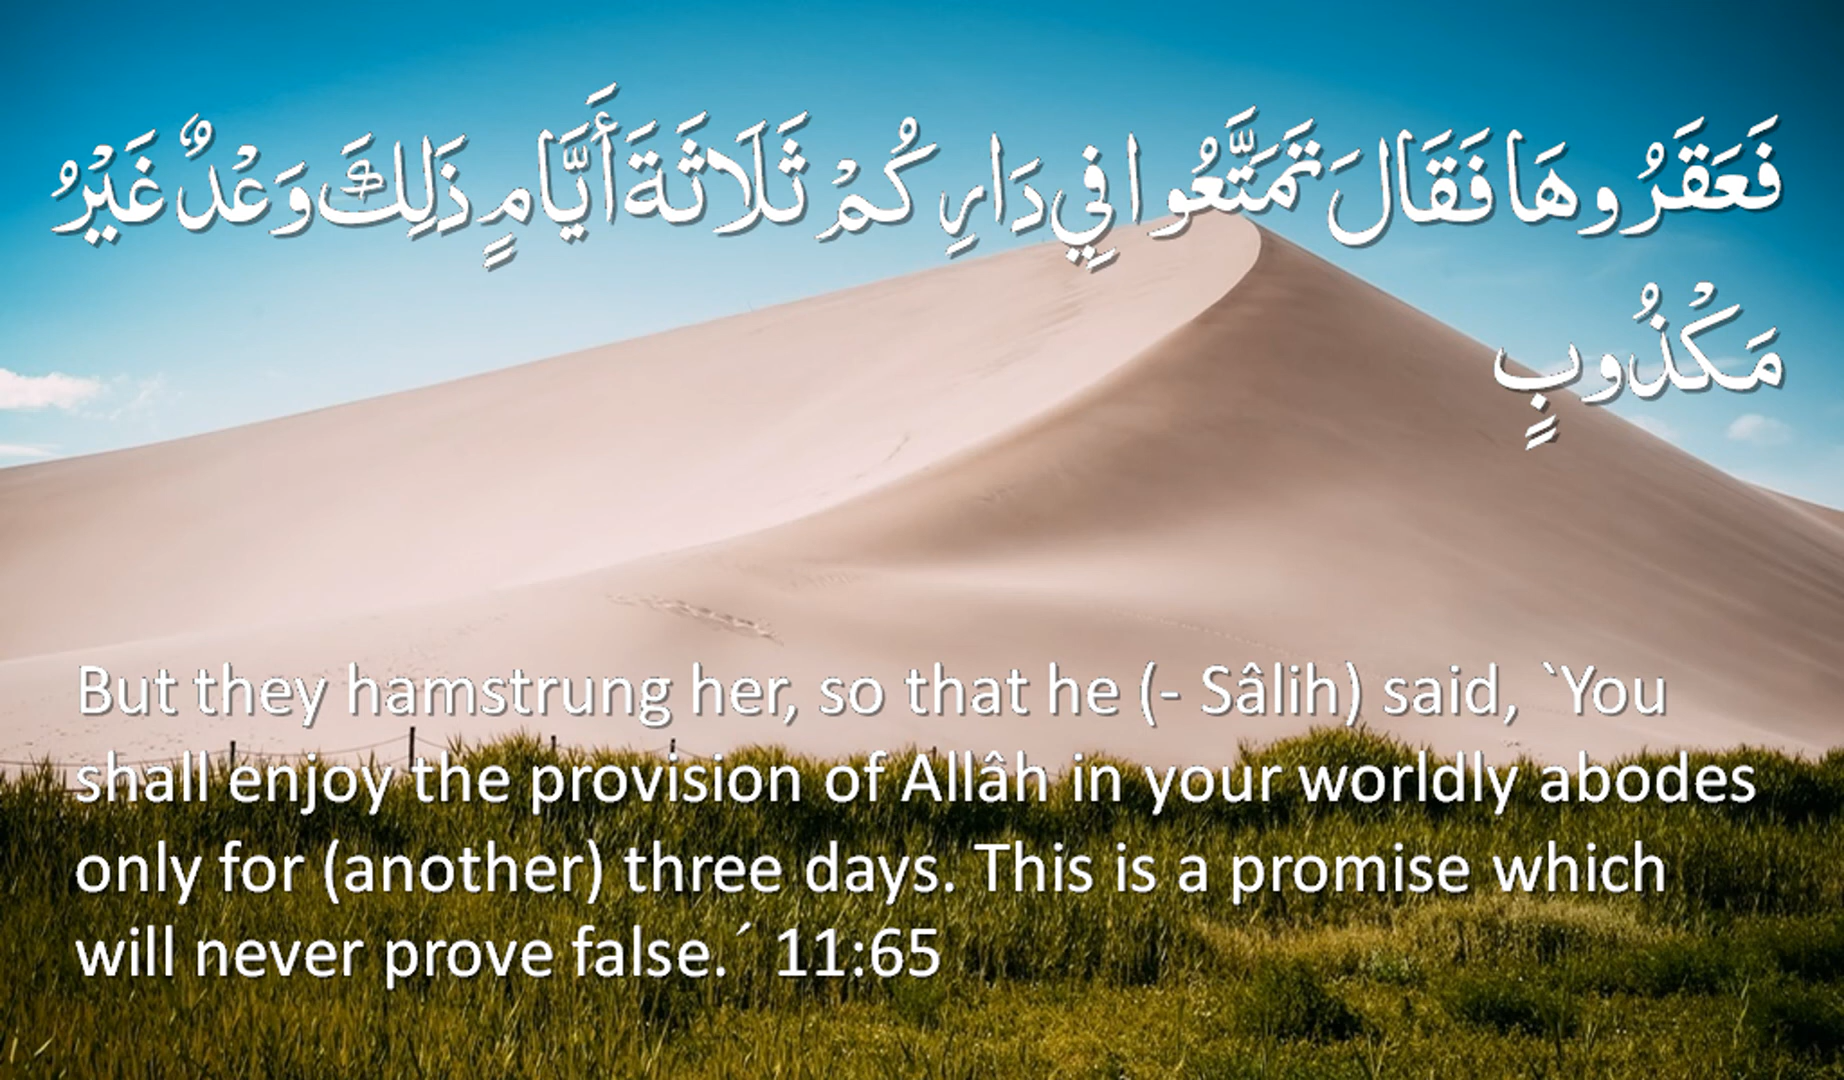 فَعَقَرُوهَا فَقَالَ تَمَتَّعُوا فِي دَارِكُمْ ثَلَاثَةَ أَيَّامٍ ذَلِكَ وَعْدٌ غَيْرُ
مَكْذُوبٍ
But they hamstrung her, so that he (- Sâlih) said, `You
shall enjoy the provision of Allâh in your worldly abodes
only for (another) three days. This is a promise which
will never prove false.´ 11:65